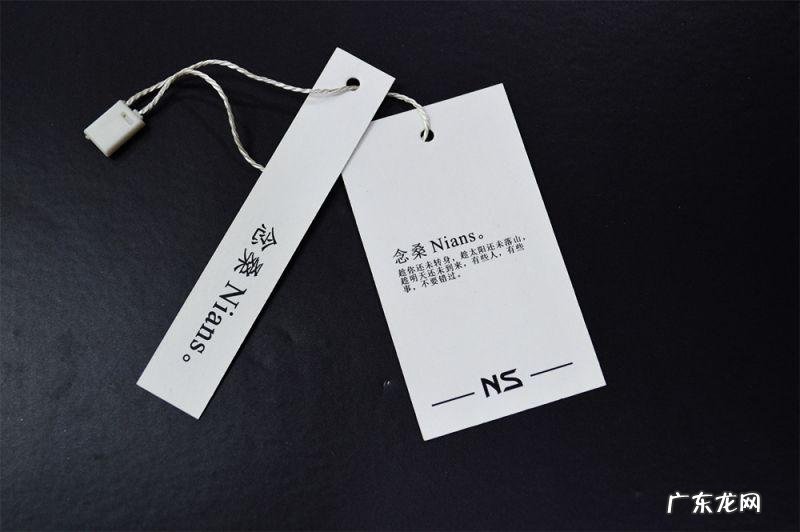 念桑 Nians。
念桑 Nians。
趁你还未转身，趁太阳还未落山，
趁明天还未到来，有些人，有些
事，不要错过。
NS
广东龙网